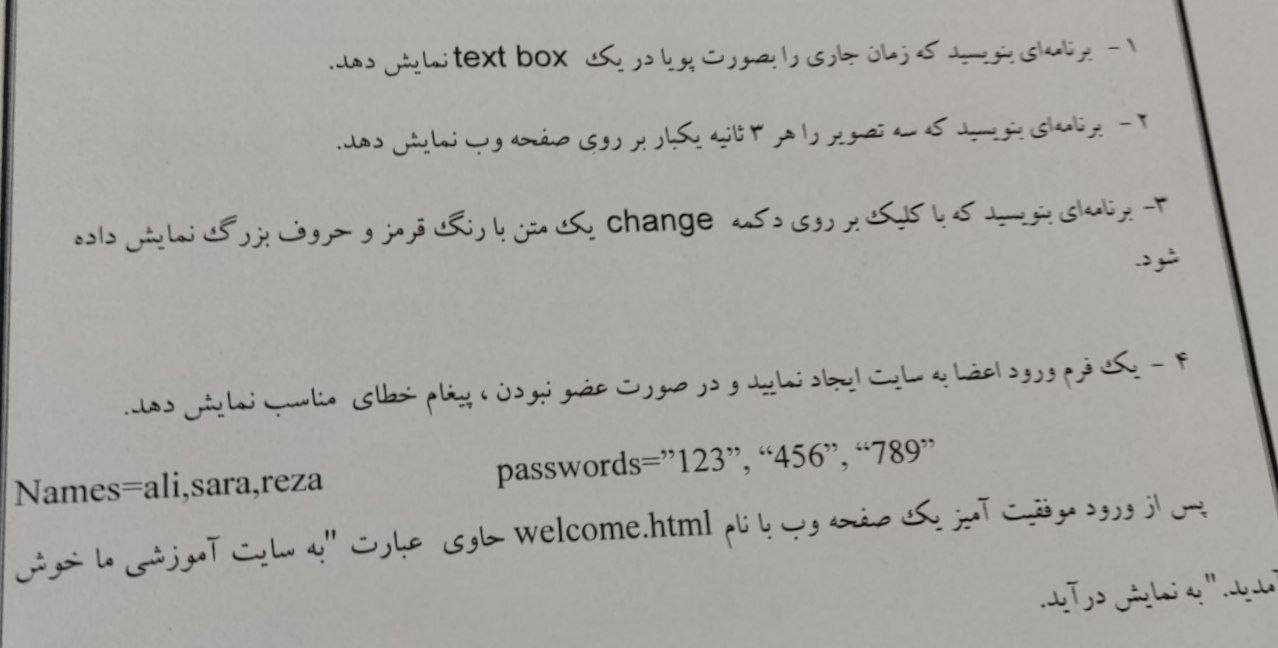 ۱ - برنامه‌ای بنویسید که زمان جاری را بصورت پویا در یک text box نمایش دهد.
۲ - برنامه‌ای بنویسید که سه تصویر را هر ۳ ثانیه یکبار بر روی صفحه وب نمایش دهد.
۳- برنامه‌ای بنویسید که با کلیک بر روی دکمه change یک متن با رنگ قرمز و حروف بزرگ نمایش داده
شود.
۴ - یک فرم ورود اعضا به سایت ایجاد نمایید و در صورت عضو نبودن ، پیغام خطای مناسب نمایش دهد.
Names=ali,sara,reza passwords=”123”, “456”, “789”
پس از ورود موفقیت آمیز یک صفحه وب با نام welcome.html حاوی عبارت "به سایت آموزشی ما خوش
آمدید." به نمایش در آید.